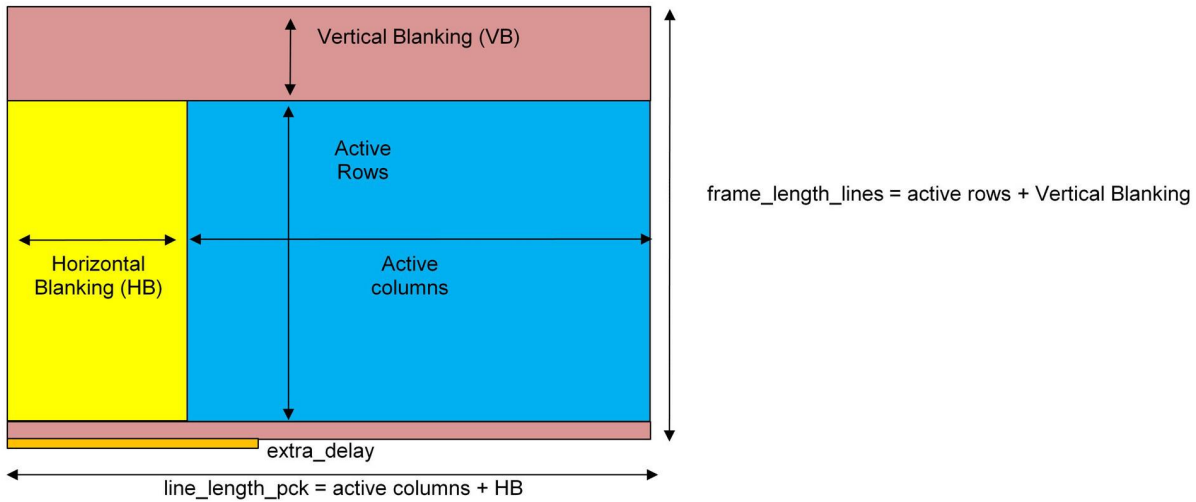 Vertical Blanking (VB)
Active
Rows
frame_length_lines = active rows + Vertical Blanking
Horizontal
Blanking (HB)
Active
columns
extra_delay
line_length_pck = active columns + HB